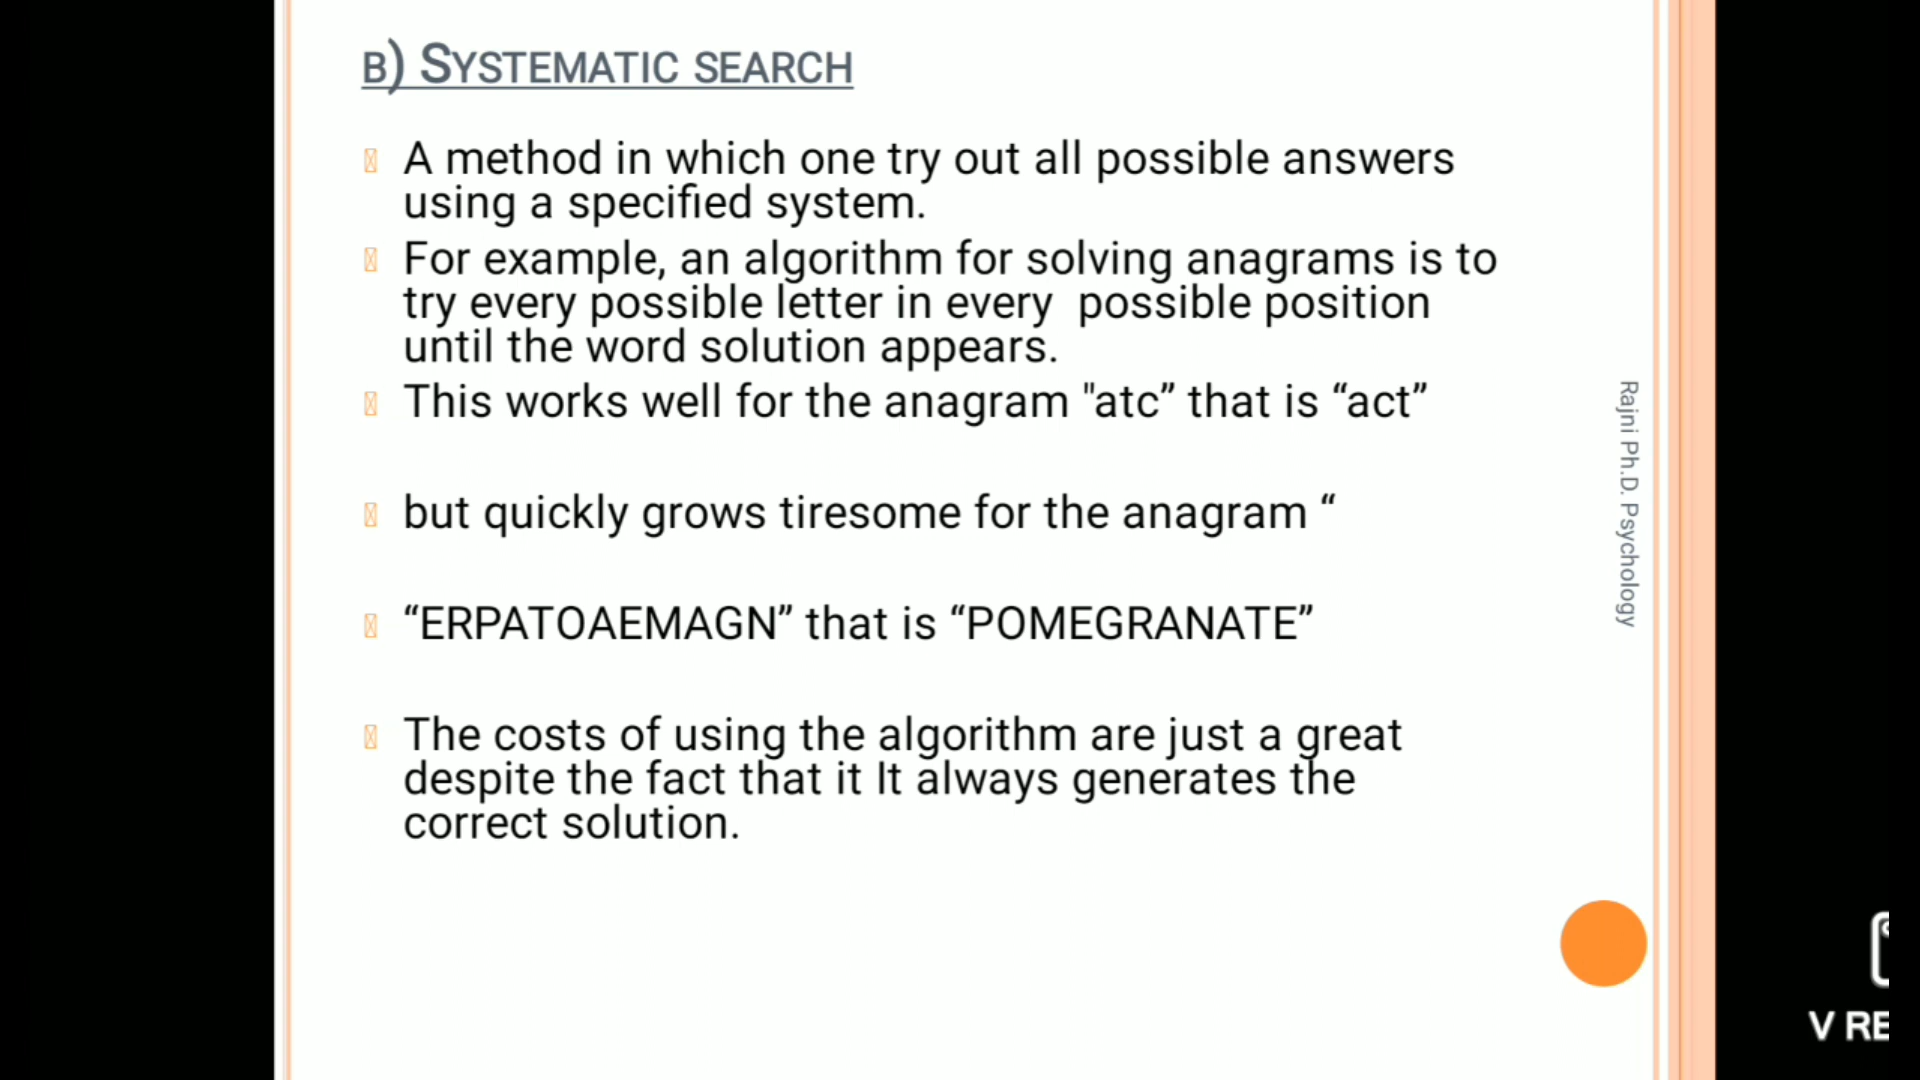 B) SYSTEMATIC SEARCH
A method in which one try out all possible answers
using a specified system.
For example, an algorithm for solving anagrams is to
try every possible letter in every  possible position
until the word solution appears.
This works well for the anagram "atc” that is “act”
but quickly grows tiresome for the anagram “
“ERPATOAEMAGN” that is “POMEGRANATE”
The costs of using the algorithm are just a great
despite the fact that it It always generates the
correct solution.
Rajni Ph.D. Psychology
V RE